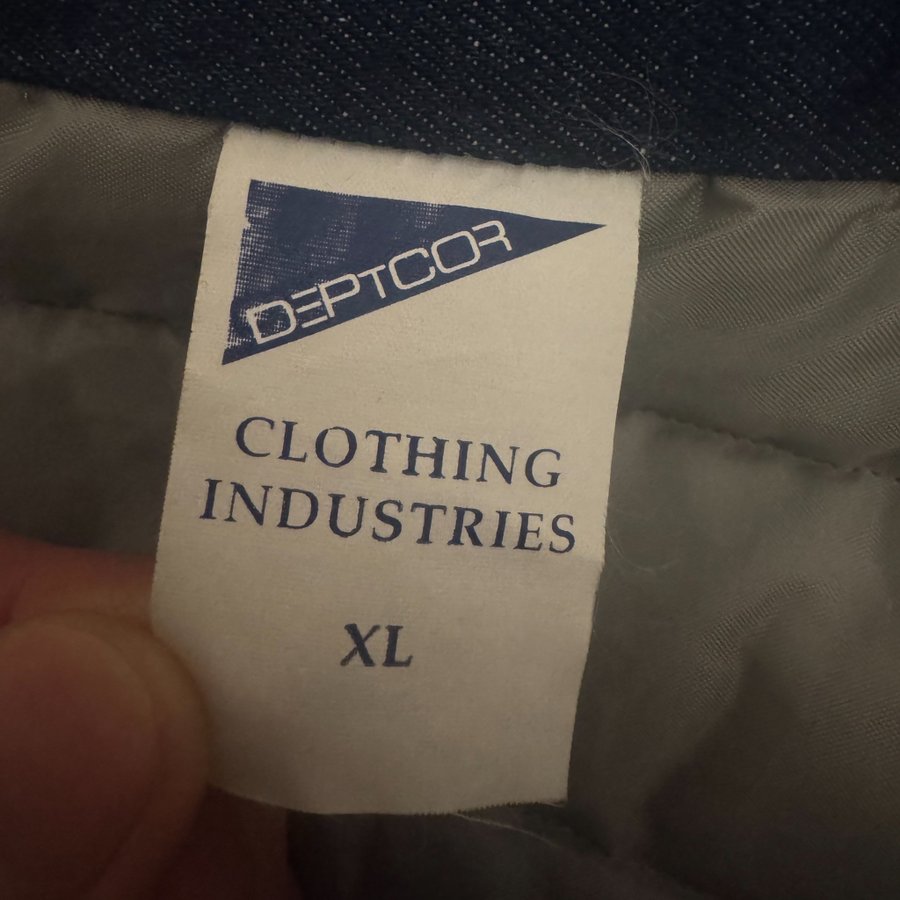 DEPTCOR
CLOTHING
INDUSTRIES
XL